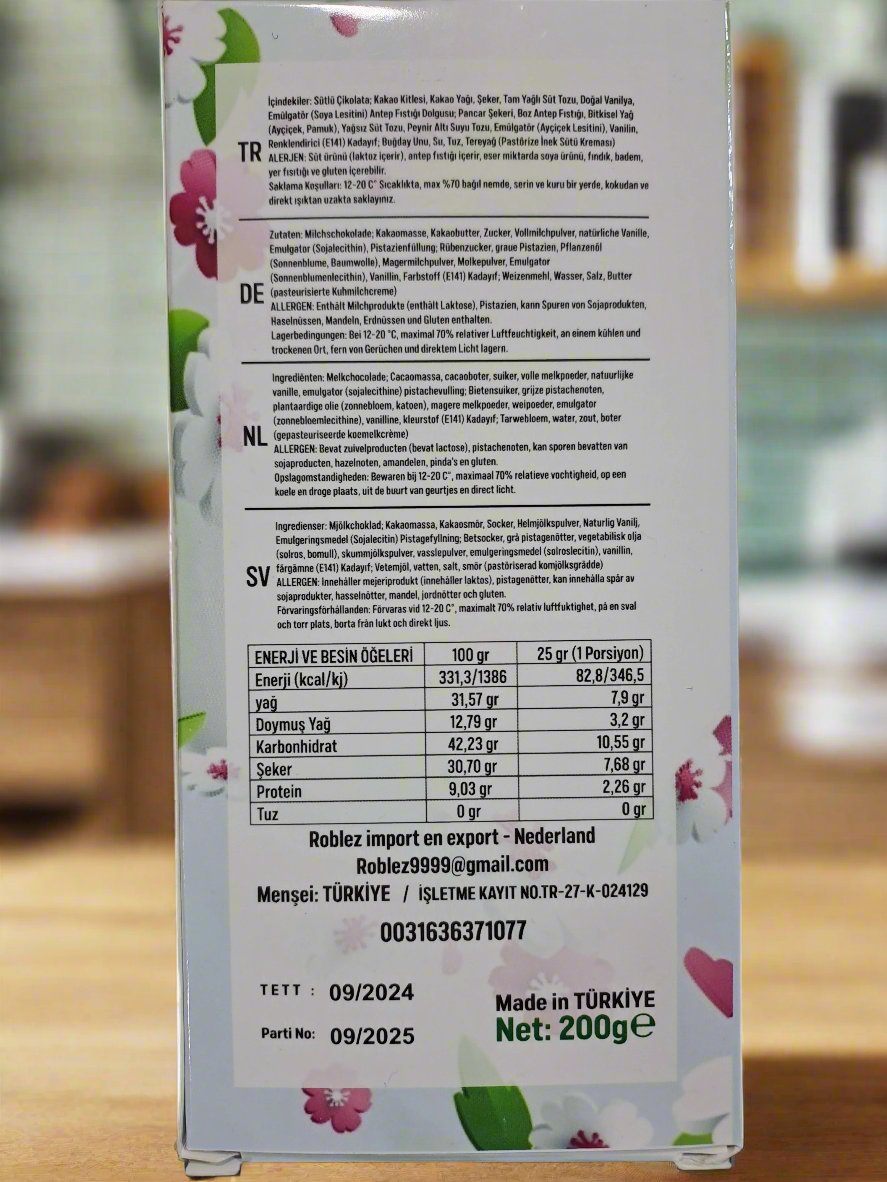 TR
İçindekiler: Sütlü Çikolata; Kakao Kitlesi, Kakao Yağı, Şeker, Tam Yağlı Süt Tozu, Doğal Vanilya,
Emülgatör (Soya Lesitini) Antep Fıstığı Dolgusu; Pancar Şekeri, Boz Antep Fıstığı, Bitkisel Yağ
(Ayçiçek, Pamuk), Yağsız Süt Tozu, Peynir Altı Suyu Tozu, Emülgatör (Ayçiçek Lesitini), Vanilin,
Renklendirici (E141) Kadayıf; Buğday Unu, Su, Tuz, Tereyağ (Pastörize İnek Sütü Kreması)
ALERJEN: Süt ürünü (laktoz içerir), antep fıstığı içerir, eser miktarda soya ürünü, fındık, badem,
yer fısıtığı ve gluten içerebilir.
Saklama Koşulları: 12-20 C° Sıcaklıkta, max %70 bağıl nemde, serin ve kuru bir yerde, kokudan ve
direkt ışıktan uzakta saklayınız.
DE
Zutaten: Milchschokolade; Kakaomasse, Kakaobutter, Zucker, Vollmilchpulver, natürliche Vanille,
Emulgator (Sojalecithin), Pistazienfüllung; Rübenzucker, graue Pistazien, Pflanzenöl
(Sonnenblume, Baumwolle), Magermilchpulver, Molkepulver, Emulgator
(Sonnenblumenlecithin), Vanillin, Farbstoff (E141) Kadayıf; Weizenmehl, Wasser, Salz, Butter
(pasteurisierte Kuhmilchcreme)
ALLERGEN: Enthält Milchprodukte (enthält Laktose), Pistazien, kann Spuren von Sojaprodukten,
Haselnüssen, Mandeln, Erdnüssen und Gluten enthalten.
Lagerbedingungen: Bei 12-20 °C, maximal 70% relativer Luftfeuchtigkeit, an einem kühlen und
trockenen Ort, fern von Gerüchen und direktem Licht lagern.
NL
Ingrediënten: Melkchocolade; Cacaomassa, cacaoboter, suiker, volle melkpoeder, natuurlijke
vanille, emulgator (sojalecithine) pistachevulling; Bietensuiker, grijze pistachenoten,
plantaardige olie (zonnebloem, katoen), magere melkpoeder, weipoeder, emulgator
(zonnebloemlecithine), vanilline, kleurstof (E141) Kadayıf; Tarwebloem, water, zout, boter
(gepasteuriseerde koemelkcrème)
ALLERGEN: Bevat zuivelproducten (bevat lactose), pistachenoten, kan sporen bevatten van
sojaproducten, hazelnoten, amandelen, pinda's en gluten.
Opslagomstandigheden: Bewaren bij 12-20 C°, maximaal 70% relatieve vochtigheid, op een
koele en droge plaats, uit de buurt van geurtjes en direct licht.
SV
Ingredienser: Mjölkchoklad; Kakaomassa, Kakaosmör, Socker, Helmjölkspulver, Naturlig Vanilj,
Emulgeringsmedel (Sojalecitin) Pistagefyllning; Betsocker, grå pistagenötter, vegetabilisk olja
(solros, bomull), skummjölkspulver, vasslepulver, emulgeringsmedel (solroslecitin), vanillin,
färgämne (E141) Kadayıf; Vetemjöl, vatten, salt, smör (pastöriserad komjölksgrädde)
ALLERGEN: Innehåller mejeriprodukt (innehåller laktos), pistagenötter, kan innehålla spår av
sojaprodukter, hasselnötter, mandel, jordnötter och gluten.
Förvaringsförhållanden: Förvaras vid 12-20 C°, maximalt 70% relativ luftfuktighet, på en sval
och torr plats, borta från lukt och direkt ljus.
ENERJİ VE BESİN ÖĞELERİ 100 gr 25 gr (1 Porsiyon)
Enerji (kcal/kj) 331,3/1386 82,8/346,5
yağ 31,57 gr 7,9 gr
Doymuş Yağ 12,79 gr 3,2 gr
Karbonhidrat 42,23 gr 10,55 gr
Şeker 30,70 gr 7,68 gr
Protein 9,03 gr 2,26 gr
Tuz 0 gr 0 gr
Roblez import en export - Nederland
Roblez9999@gmail.com
Menşei: TÜRKİYE / İŞLETME KAYIT NO.TR-27-K-024129
0031636371077
TETT : 09/2024
Parti No: 09/2025
Made in TÜRKİYE
Net: 200g℮